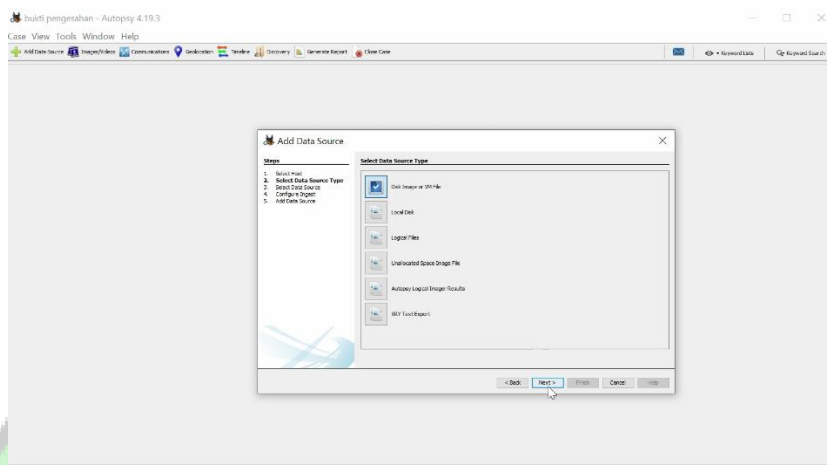 bukti pengesahan - Autopsy 4.19.3
Case View Tools Window Help
Add Data Source Images/Videos Communications Geolocation Timeline Discovery Generate Report Close Case Keyword Lists Keyword Search
Add Data Source
Steps
1. Select Host
2. Select Data Source Type
3. Select Data Source
4. Configure Ingest
5. Add Data Source
Select Data Source Type
Disk Image or VM File
Local Disk
Logical Files
Unallocated Space Image File
Autopsy Logical Imager Results
XRY Text Export
< Back Next > Finish Cancel Help